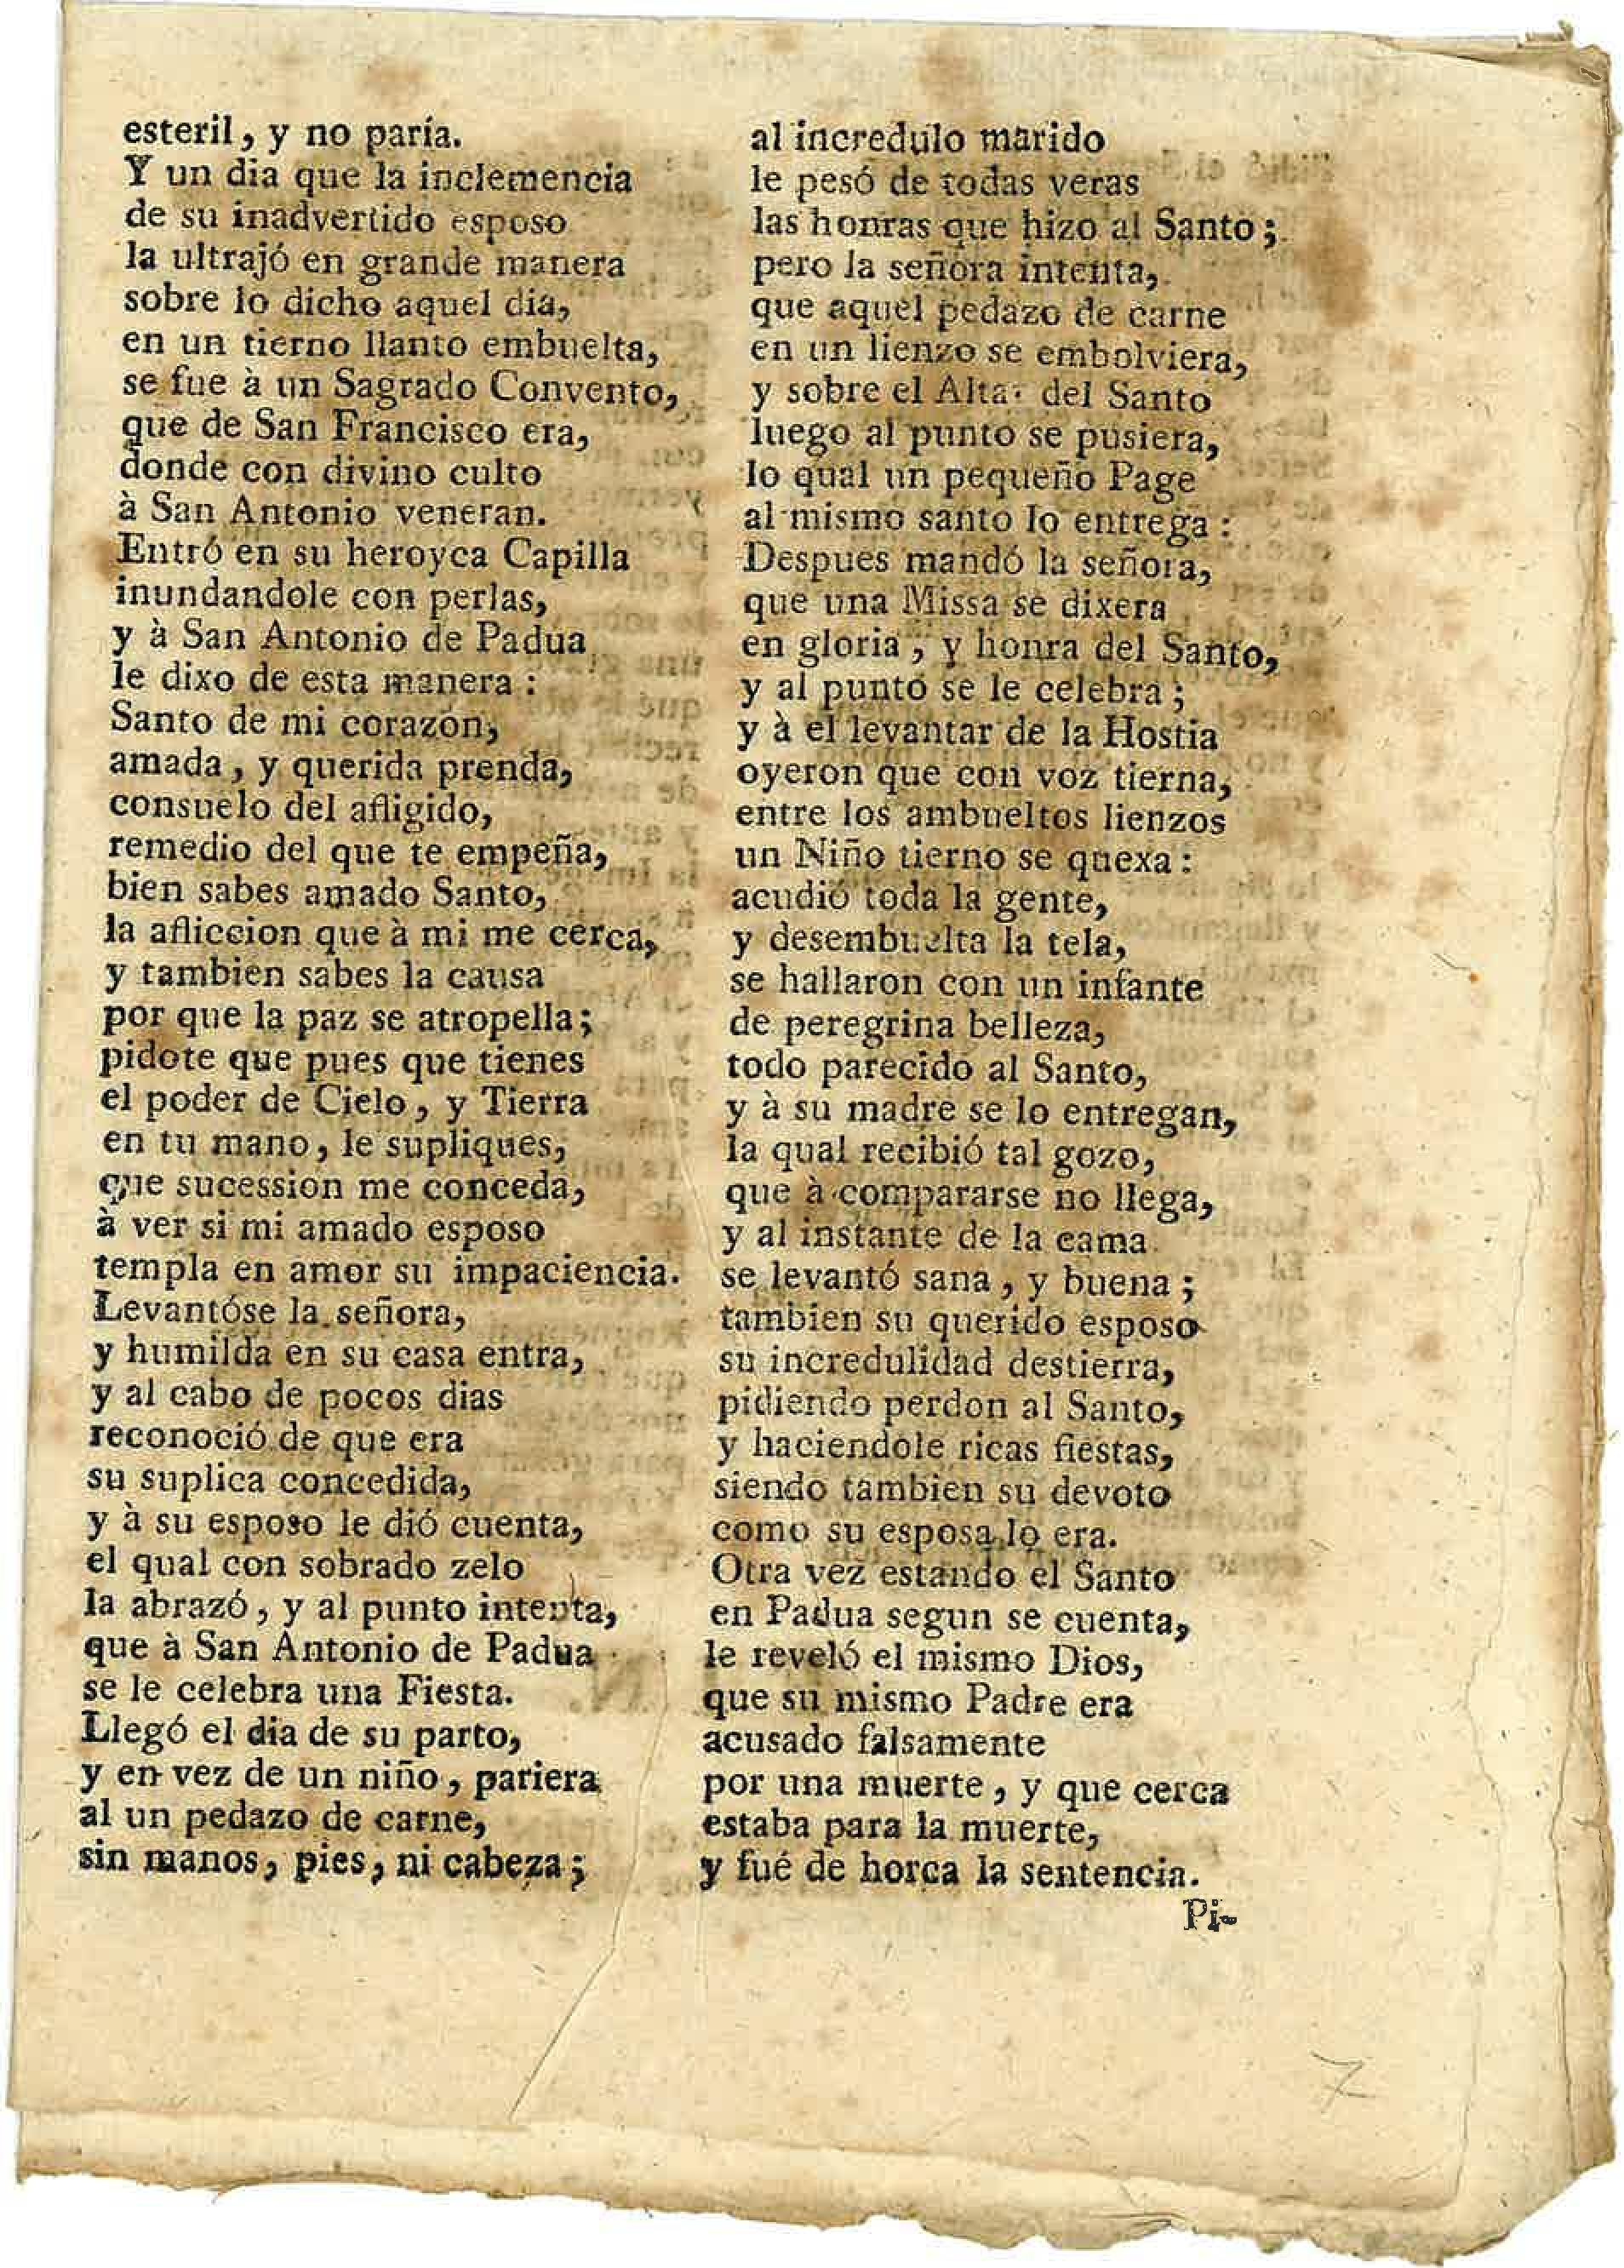 esteril, y no paría.
Y un dia que la inclemencia
de su inadvertido esposo
la ultrajó en grande manera
sobre lo dicho aquel dia,
en un tierno llanto embuelta,
se fue à un Sagrado Convento,
que de San Francisco era,
donde con divino culto
à San Antonio veneran.
Entró en su heroyca Capilla
inundandole con perlas,
y à San Antonio de Padua
le dixo de esta manera:
Santo de mi corazon,
amada, y querida prenda,
consuelo del afligido,
remedio del que te empeña,
bien sabes amado Santo,
la afliccion que à mi me cerca,
y tambien sabes la causa
por que la paz se atropella;
pidote que pues que tienes
el poder de Cielo, y Tierra
en tu mano, le supliques,
que sucession me conceda,
à ver si mi amado esposo
templa en amor su impaciencia.
Levantóse la señora,
y humilda en su casa entra,
y al cabo de pocos dias
reconoció de que era
su suplica concedida,
y à su esposo le dió cuenta,
el qual con sobrado zelo
la abrazó, y al punto intenta,
que à San Antonio de Padua
se le celebra una Fiesta.
Llegó el dia de su parto,
y en vez de un niño, pariera
al un pedazo de carne,
sin manos, pies, ni cabeza;
al incredulo marido
le pesó de todas veras
las honras que hizo al Santo;
pero la señora intenta,
que aquel pedazo de carne
en un lienzo se embolviera,
y sobre el Altar del Santo
luego al punto se pusiera,
lo qual un pequeño Page
al mismo santo lo entrega:
Despues mandó la señora,
que una Missa se dixera
en gloria, y honra del Santo,
y al punto se le celebra;
y à el levantar de la Hostia
oyeron que con voz tierna,
entre los ambueltos lienzos
un Niño tierno se quexa:
acudió toda la gente,
y desembuelta la tela,
se hallaron con un infante
de peregrina belleza,
todo parecido al Santo,
y à su madre se lo entregan,
la qual recibió tal gozo,
que à compararse no llega,
y al instante de la cama
se levantó sana, y buena;
tambien su querido esposo
su incredulidad destierra,
pidiendo perdon al Santo,
y haciendole ricas fiestas,
siendo tambien su devoto
como su esposa lo era.
Otra vez estando el Santo
en Padua segun se cuenta,
le reveló el mismo Dios,
que su mismo Padre era
acusado falsamente
por una muerte, y que cerca
estaba para la muerte,
y fué de horca la sentencia.
Pi-
7